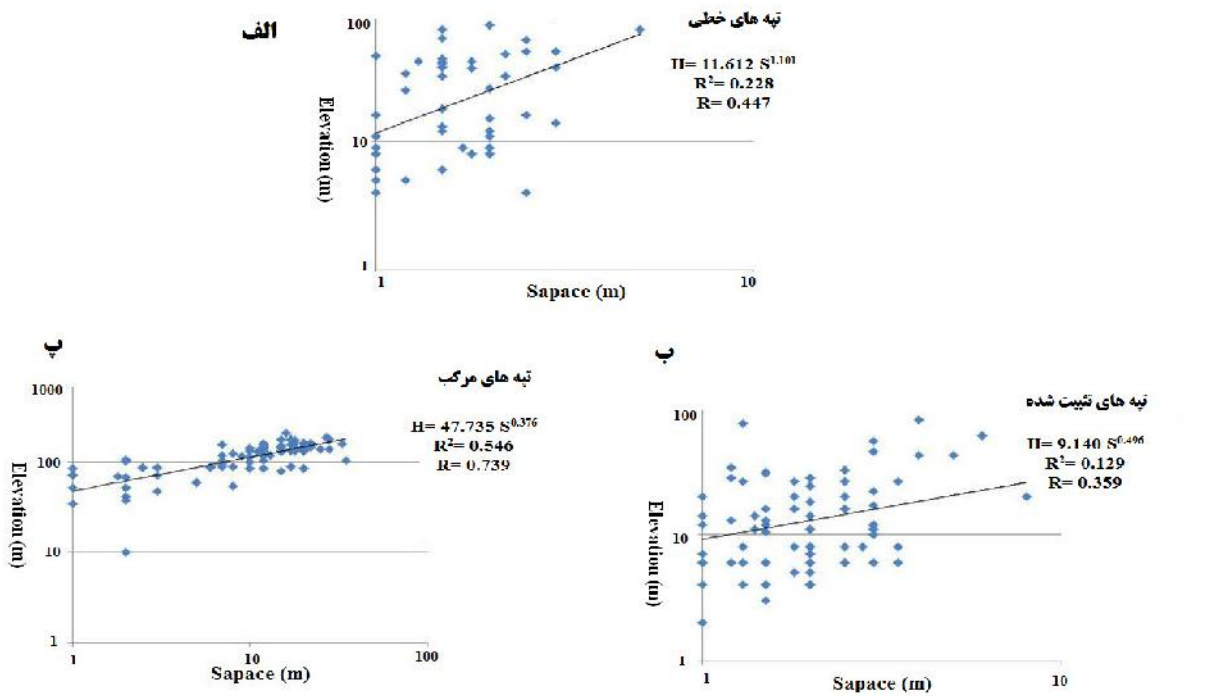 الف
تپه های خطی
H= 11.612 S^1.101
R²= 0.228
R= 0.447
Elevation (m)
100
10
1
1
10
Sapace (m)
پ
تپه های مرکب
H= 47.735 S^0.376
R²= 0.546
R= 0.739
Elevation (m)
1000
100
10
1
1
10
100
Sapace (m)
ب
تپه های تثبیت شده
H= 9.140 S^0.496
R²= 0.129
R= 0.359
Elevation (m)
100
10
1
1
10
Sapace (m)